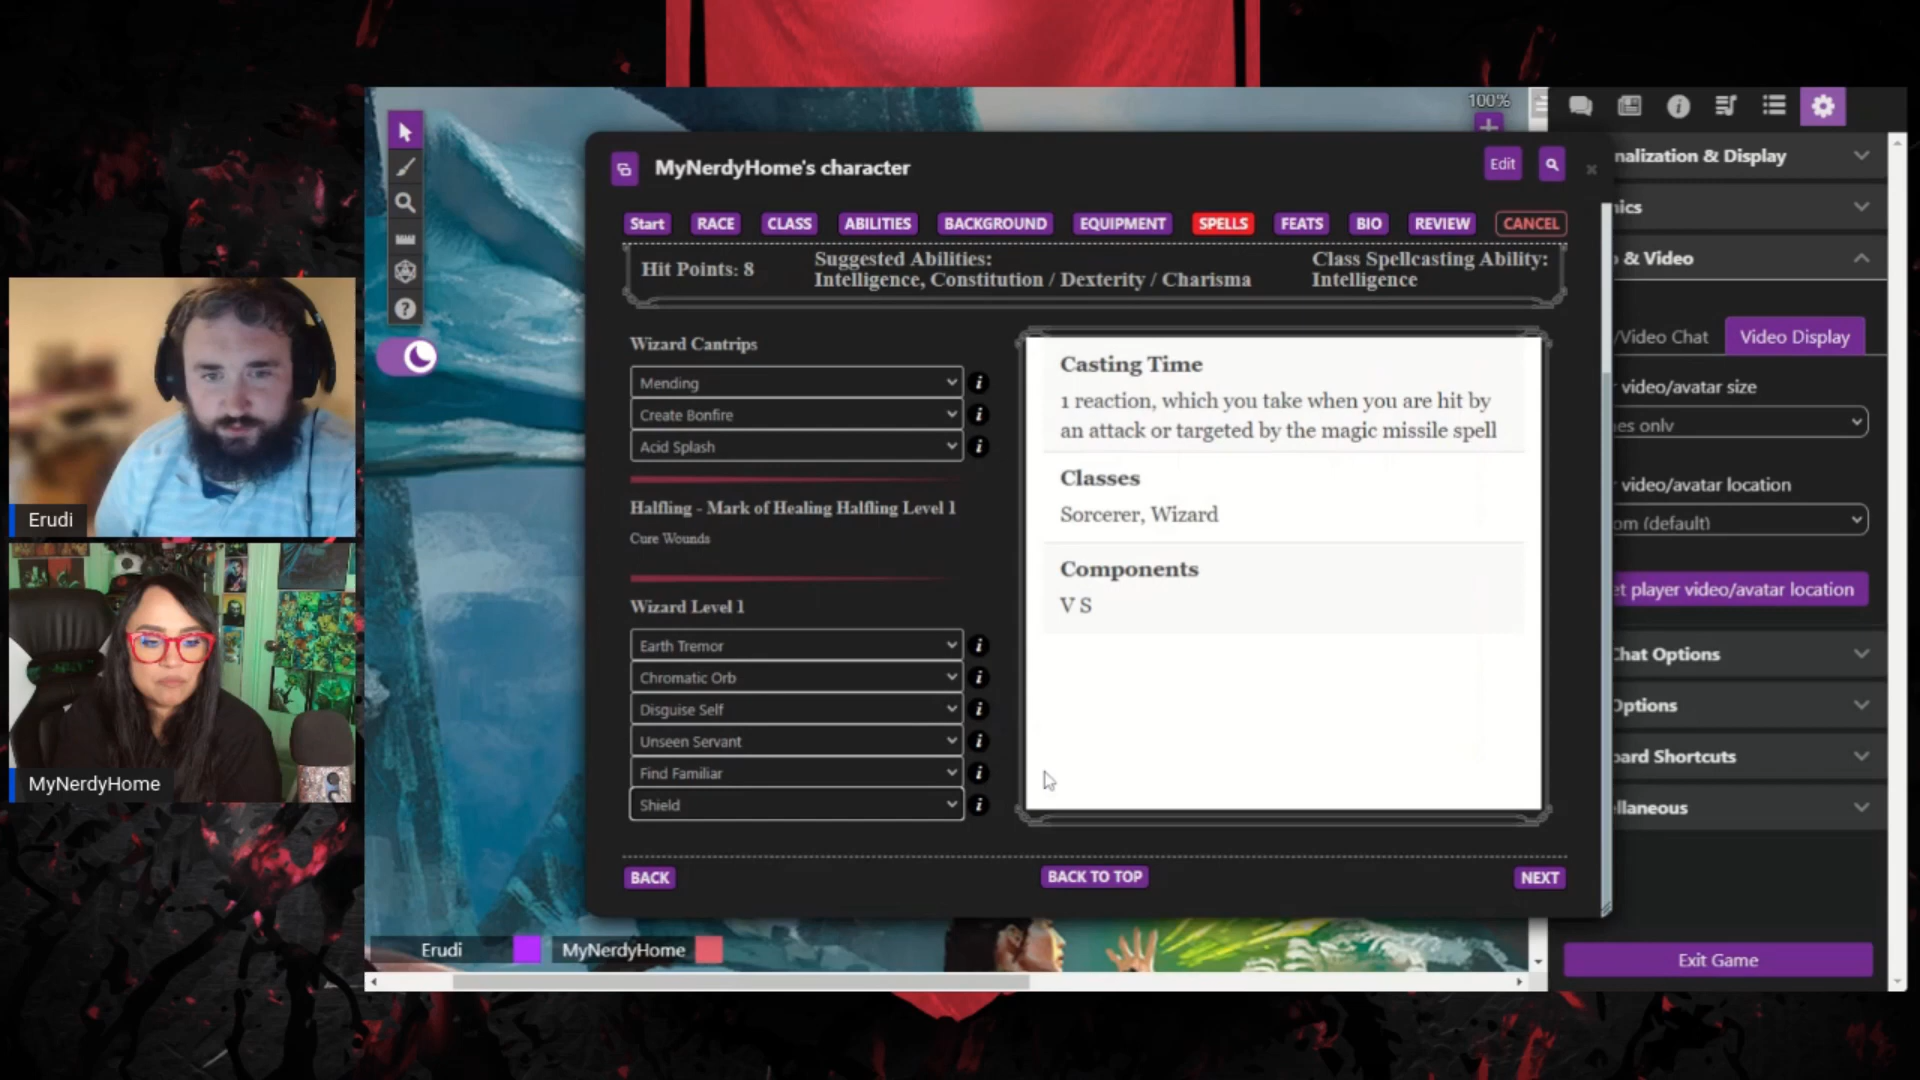 100%
MyNerdyHome's character
Edit
Start
RACE
CLASS
ABILITIES
BACKGROUND
EQUIPMENT
SPELLS
FEATS
BIO
REVIEW
CANCEL
Hit Points: 8
Suggested Abilities:
Intelligence, Constitution / Dexterity / Charisma
Class Spellcasting Ability:
Intelligence
Wizard Cantrips
Mending
Create Bonfire
Acid Splash
Halfling - Mark of Healing Halfling Level 1
Cure Wounds
Wizard Level 1
Earth Tremor
Chromatic Orb
Disguise Self
Unseen Servant
Find Familiar
Shield
Casting Time
1 reaction, which you take when you are hit by
an attack or targeted by the magic missile spell
Classes
Sorcerer, Wizard
Components
V S
BACK
BACK TO TOP
NEXT
nalization & Display
nics
& Video
/Video Chat
Video Display
video/avatar size
es only
video/avatar location
om (default)
et player video/avatar location
Chat Options
Options
oard Shortcuts
ellaneous
Exit Game
Erudi
MyNerdyHome
Erudi
MyNerdyHome